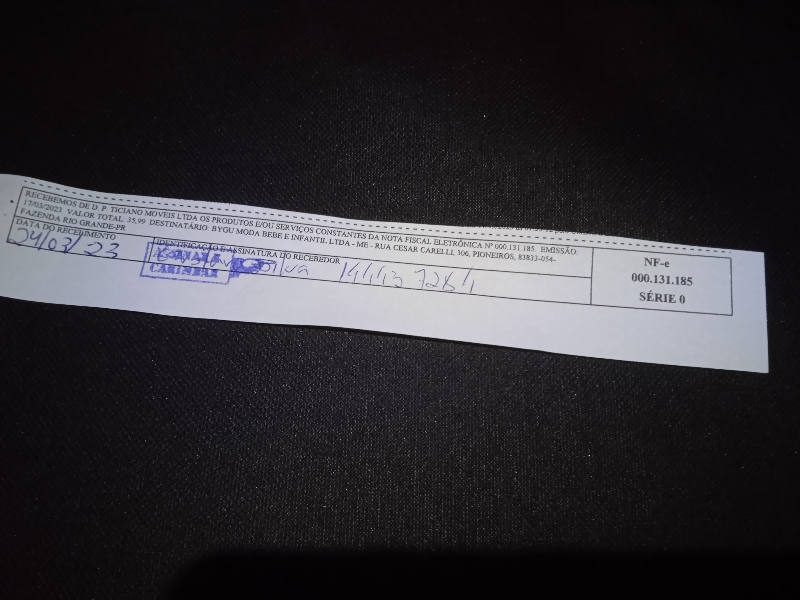 RECEBEMOS DE D. P. TICIANO MOVEIS LTDA OS PRODUTOS E/OU SERVIÇOS CONSTANTES DA NOTA FISCAL ELETRÔNICA Nº 000.131.185. EMISSÃO:
17/03/2023 VALOR TOTAL: 35,99 DESTINATÁRIO: BYGU MODA BEBE E INFANTIL LTDA - ME - RUA CESAR CARELLI, 306, PIONEIROS, 83833-054-
FAZENDA RIO GRANDE-PR
DATA DO RECEBIMENTO
24/03/23
IDENTIFICAÇÃO E ASSINATURA DO RECEBEDOR
NF-e
000.131.185
SÉRIE 0